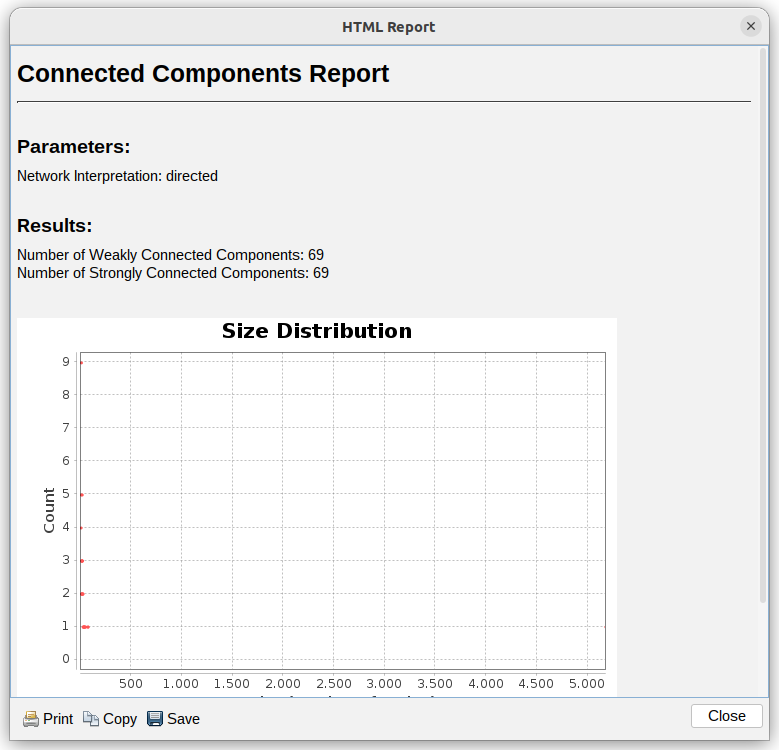 HTML Report
Connected Components Report
Parameters:
Network Interpretation: directed
Results:
Number of Weakly Connected Components: 69
Number of Strongly Connected Components: 69
Size Distribution
9
8
7
6
5
4
3
2
1
0
Count
500 1.000 1.500 2.000 2.500 3.000 3.500 4.000 4.500 5.000
Print Copy Save Close